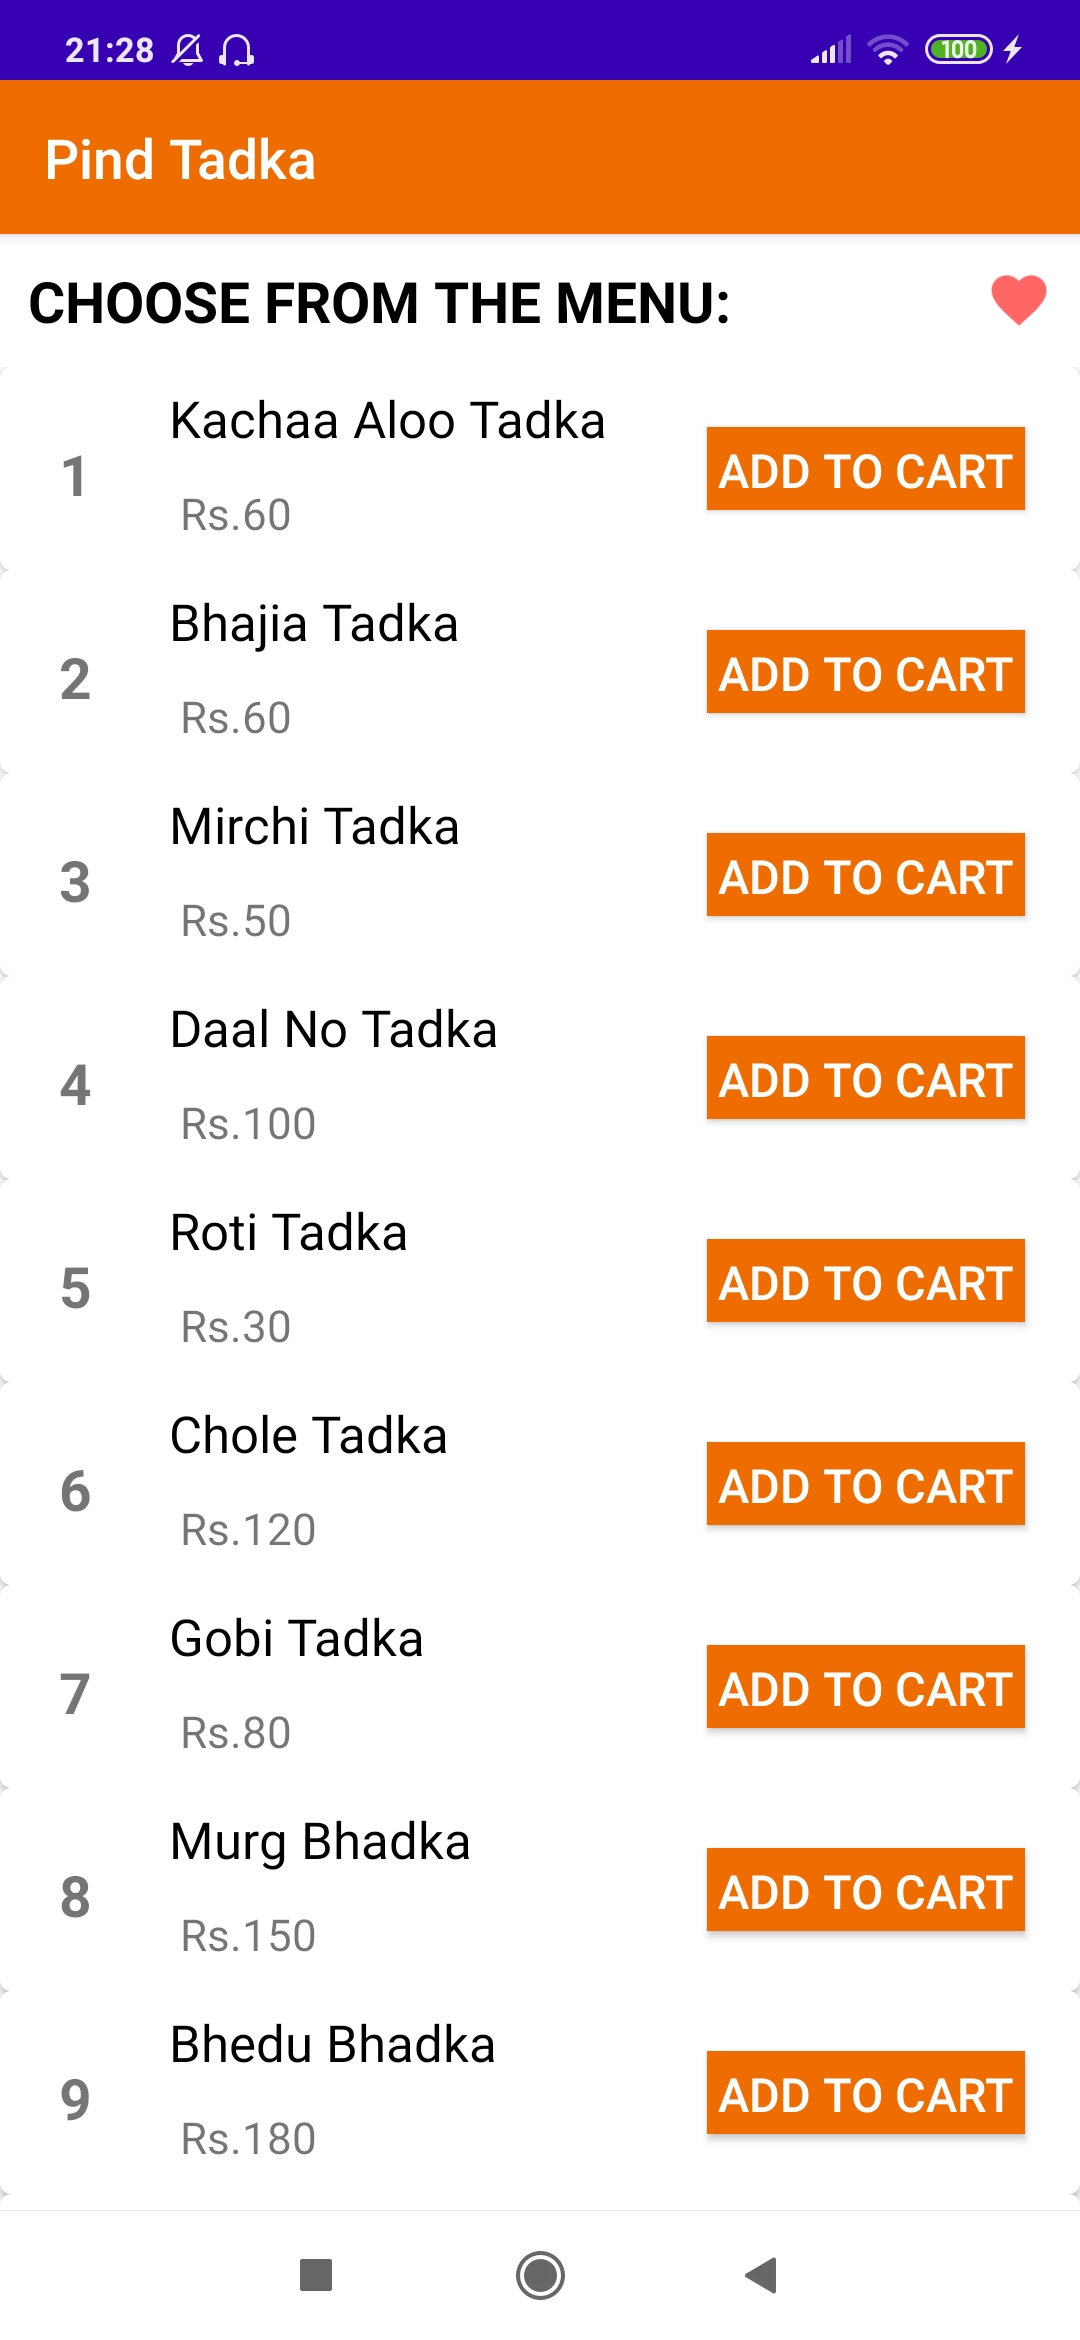 21:28 100
Pind Tadka
CHOOSE FROM THE MENU:
Kachaa Aloo Tadka
1 ADD TO CART
Rs.60
Bhajia Tadka
2 ADD TO CART
Rs.60
Mirchi Tadka
3 ADD TO CART
Rs.50
Daal No Tadka
4 ADD TO CART
Rs.100
Roti Tadka
5 ADD TO CART
Rs.30
Chole Tadka
6 ADD TO CART
Rs.120
Gobi Tadka
7 ADD TO CART
Rs.80
Murg Bhadka
8 ADD TO CART
Rs.150
Bhedu Bhadka
9 ADD TO CART
Rs.180